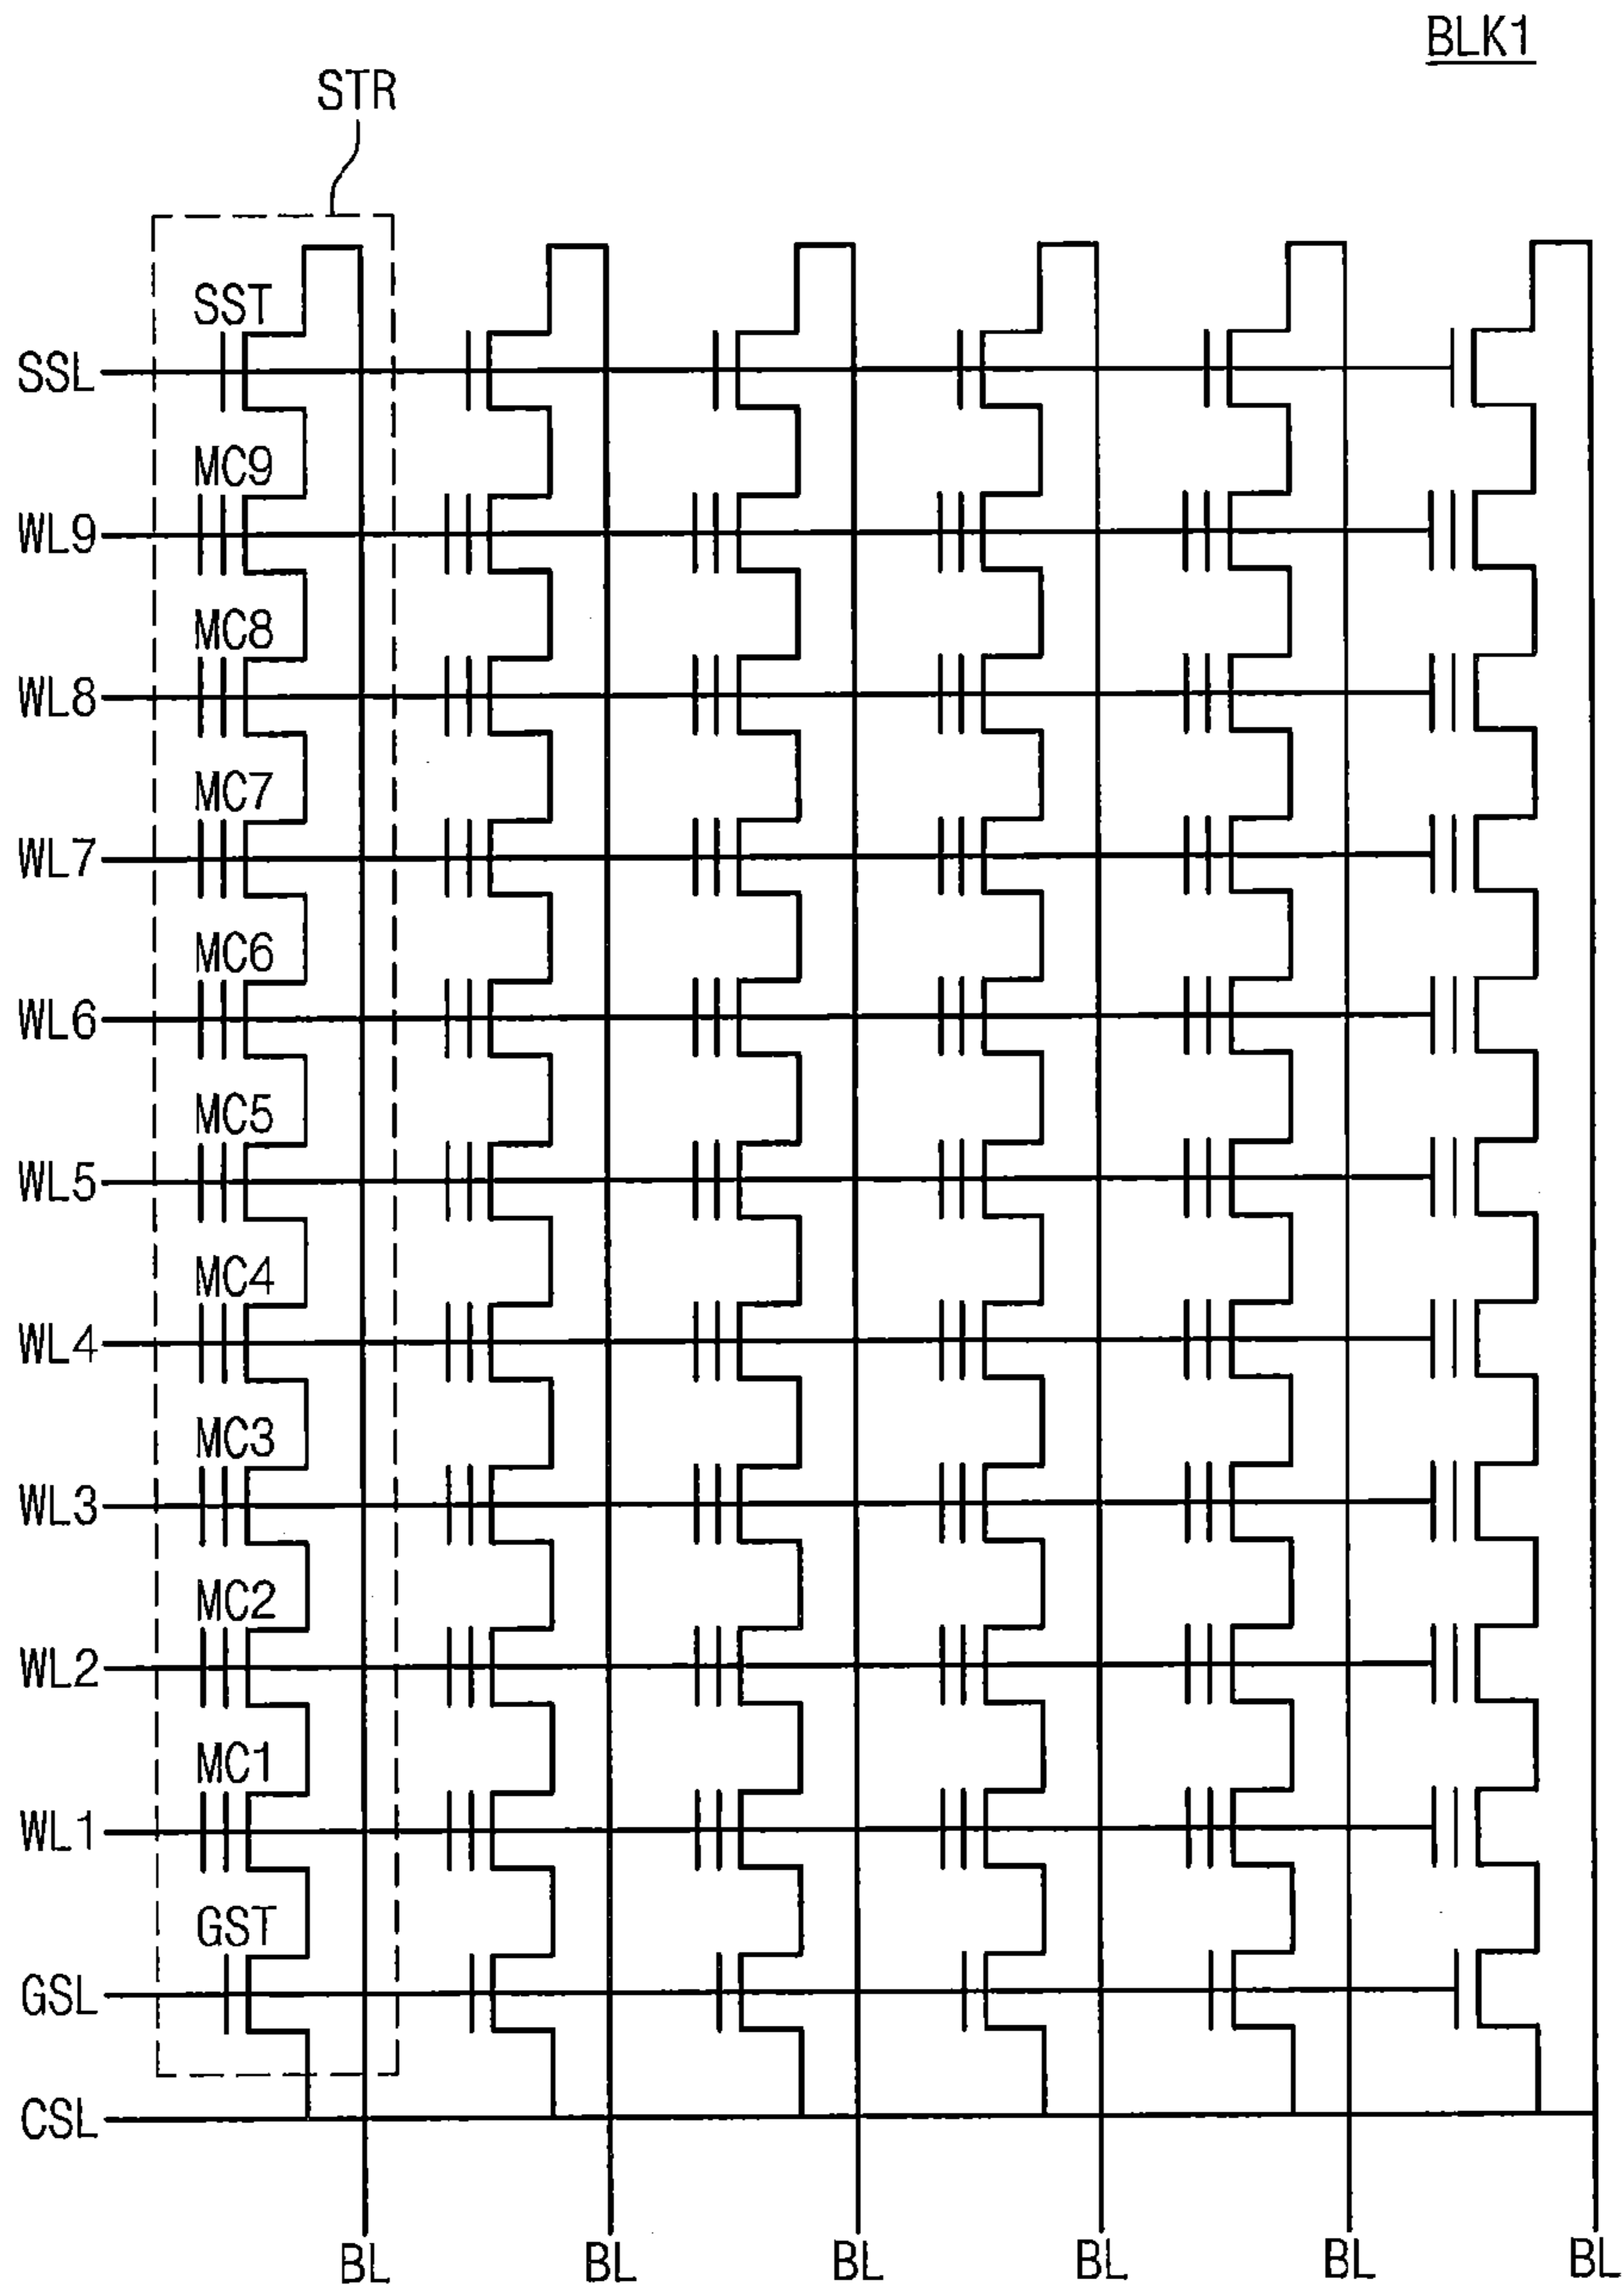 BLK1
STR
SST
SSL
MC9
WL9
MC8
WL8
MC7
WL7
MC6
WL6
MC5
WL5
MC4
WL4
MC3
WL3
MC2
WL2
MC1
WL1
GST
GSL
CSL
BL BL BL BL BL BL